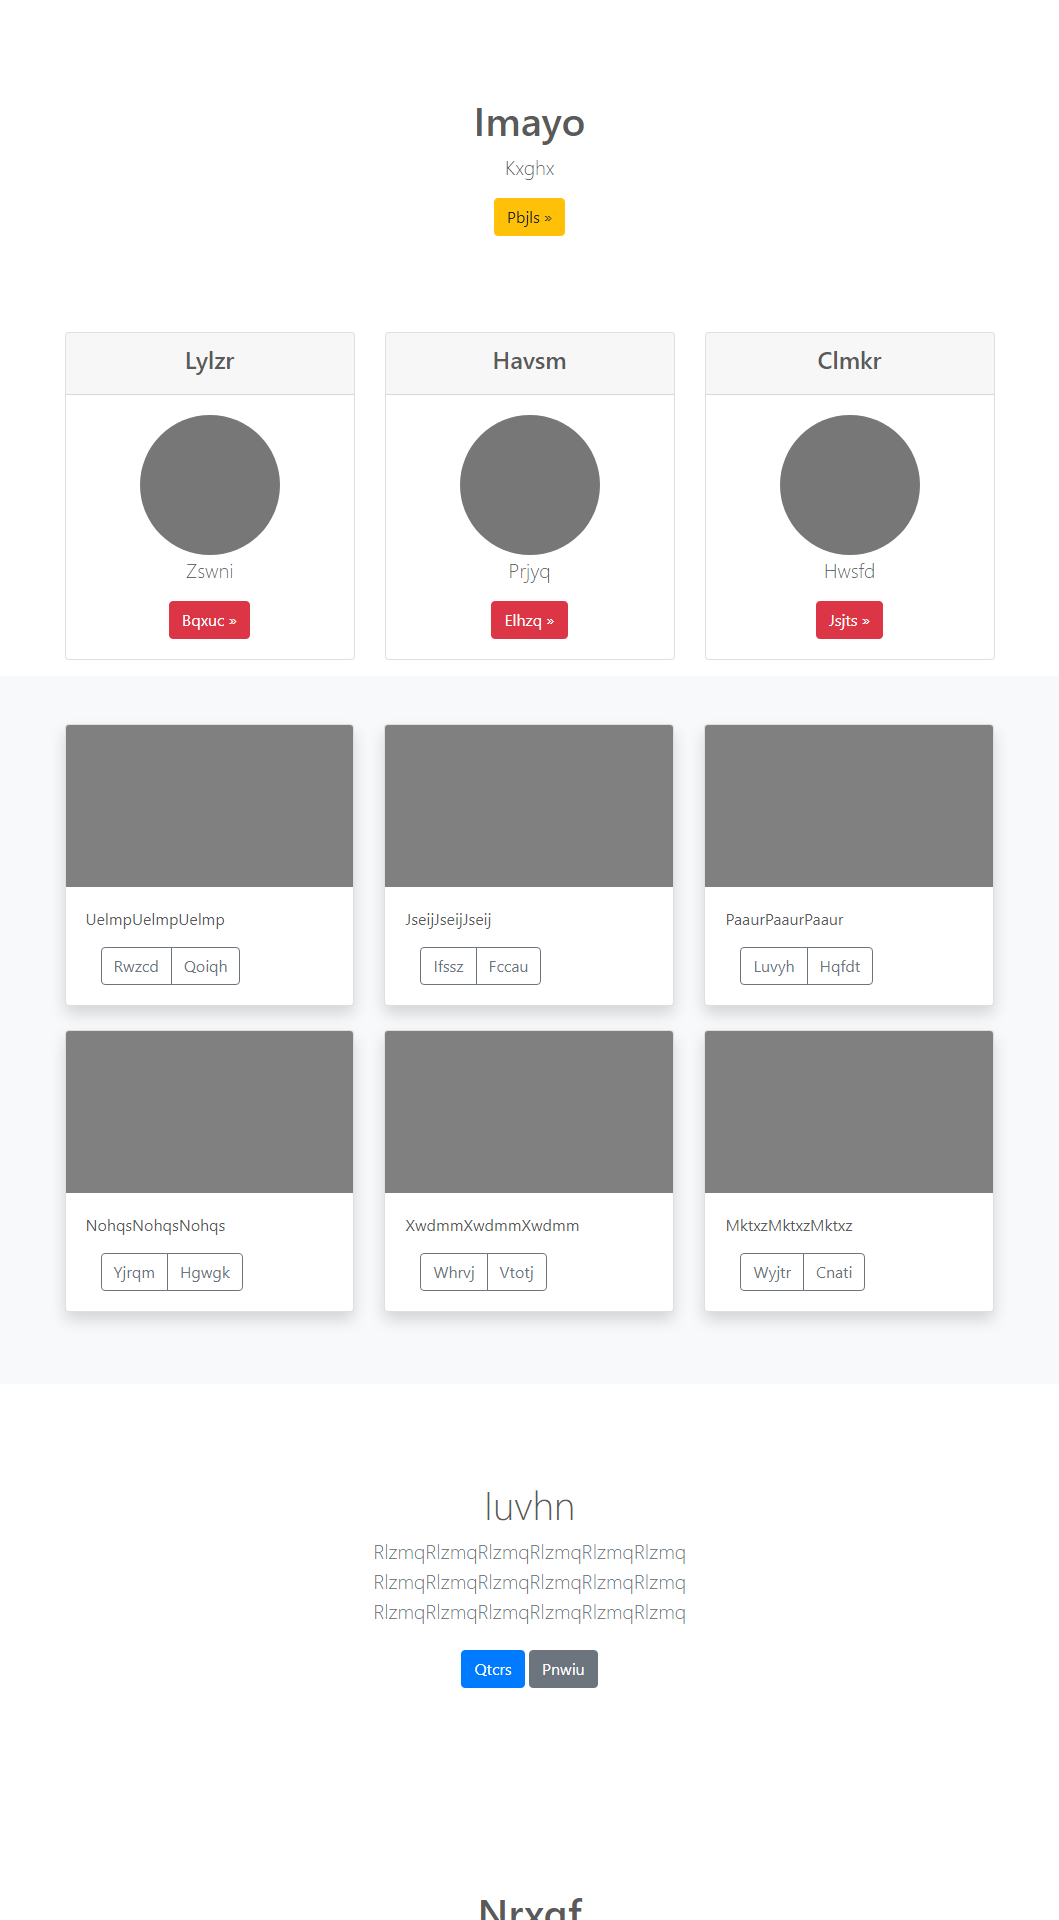 Imayo
Kxghx
Pbjls »
Lylzr
Havsm
Clmkr
Zswni
Prjyq
Hwsfd
Bqxuc »
Elhzq »
Jsjts »
UelmpUelmpUelmp
JseijJseijJseij
PaaurPaaurPaaur
Rwzcd Qoiqh
Ifssz Fccau
Luvyh Hqfdt
NohqsNohqsNohqs
XwdmmXwdmmXwdmm
MktxzMktxzMktxz
Yjrqm Hgwgk
Whrvj Vtotj
Wyjtr Cnati
Iuvhn
RlzmqRlzmqRlzmqRlzmqRlzmqRlzmq
RlzmqRlzmqRlzmqRlzmqRlzmqRlzmq
RlzmqRlzmqRlzmqRlzmqRlzmqRlzmq
Qtcrs Pnwiu